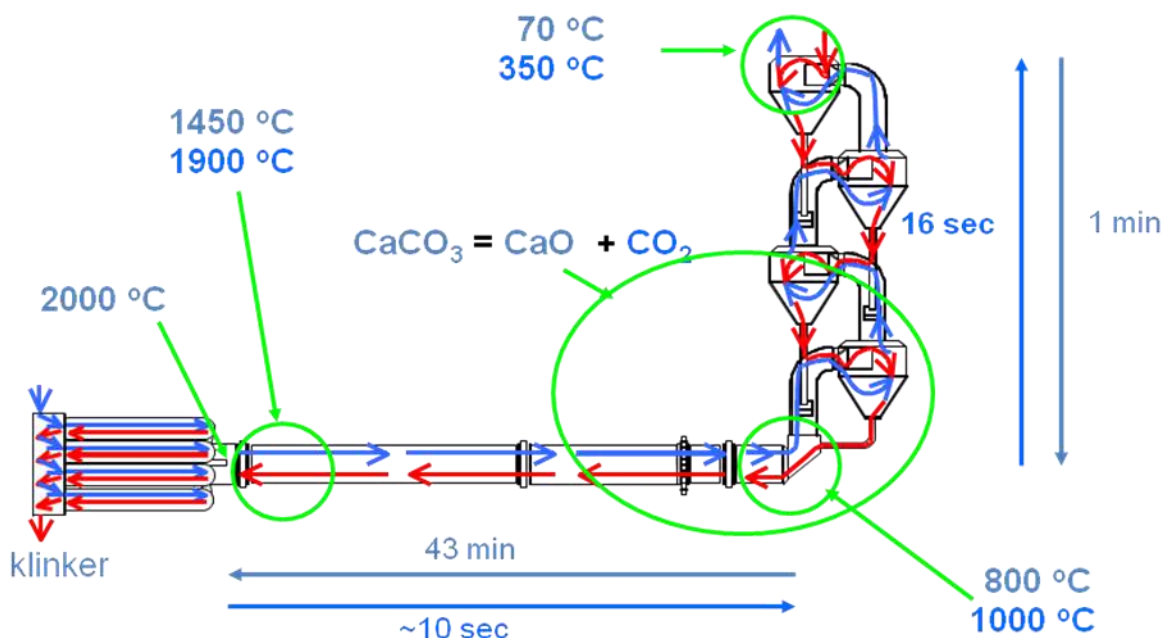 70 °C
350 °C
1450 °C
1900 °C
16 sec
1 min
CaCO₃ = CaO + CO₂
2000 °C
klinker
43 min
800 °C
1000 °C
~10 sec